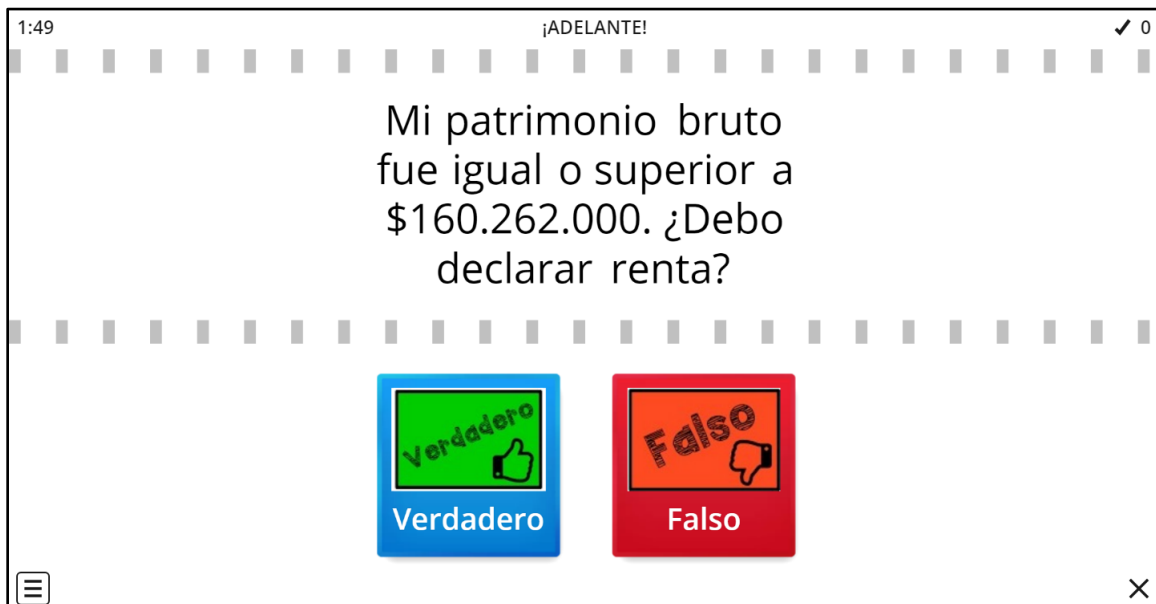 1:49 ¡ADELANTE! ✓ 0
Mi patrimonio bruto
fue igual o superior a
$160.262.000. ¿Debo
declarar renta?
Verdadero Falso
Verdadero Falso